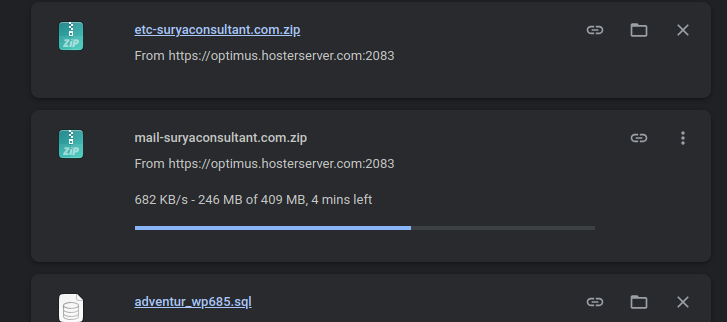 etc-suryaconsultant.com.zip
ZiP
From https://optimus.hosterserver.com:2083
mail-suryaconsultant.com.zip
ZiP
From https://optimus.hosterserver.com:2083
682 KB/s - 246 MB of 409 MB, 4 mins left
adventur_wp685.sql